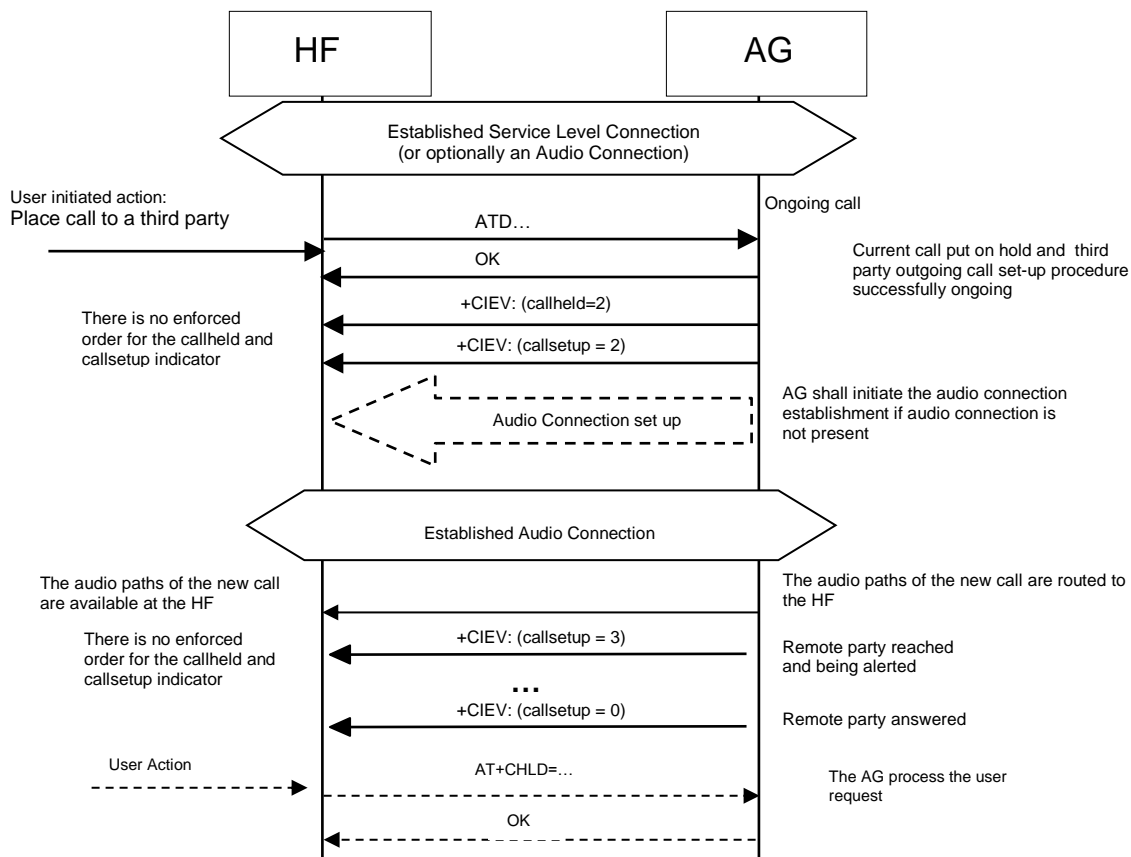 HF
AG
Established Service Level Connection
(or optionally an Audio Connection)
User initiated action:
Place call to a third party
Ongoing call
ATD…
OK
Current call put on hold and third
party outgoing call set-up procedure
successfully ongoing
+CIEV: (callheld=2)
There is no enforced
order for the callheld and
callsetup indicator
+CIEV: (callsetup = 2)
Audio Connection set up
AG shall initiate the audio connection
establishment if audio connection is
not present
Established Audio Connection
The audio paths of the new call
are available at the HF
The audio paths of the new call are routed to
the HF
There is no enforced
order for the callheld and
callsetup indicator
+CIEV: (callsetup = 3)
Remote party reached
and being alerted
…
+CIEV: (callsetup = 0)
Remote party answered
User Action
AT+CHLD=…
The AG process the user
request
OK